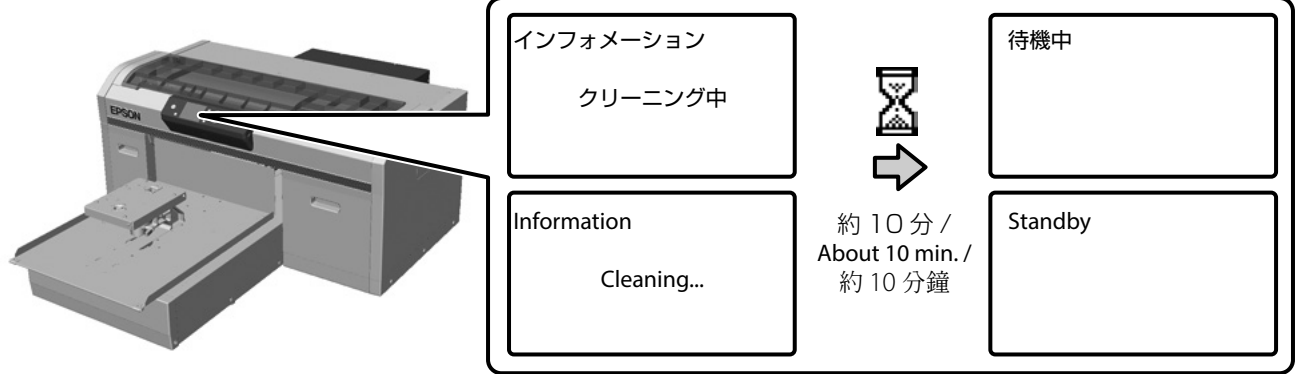 EPSON
インフォメーション
クリーニング中
待機中
Information
Cleaning...
約 10 分 /
About 10 min. /
約 10 分鐘
Standby